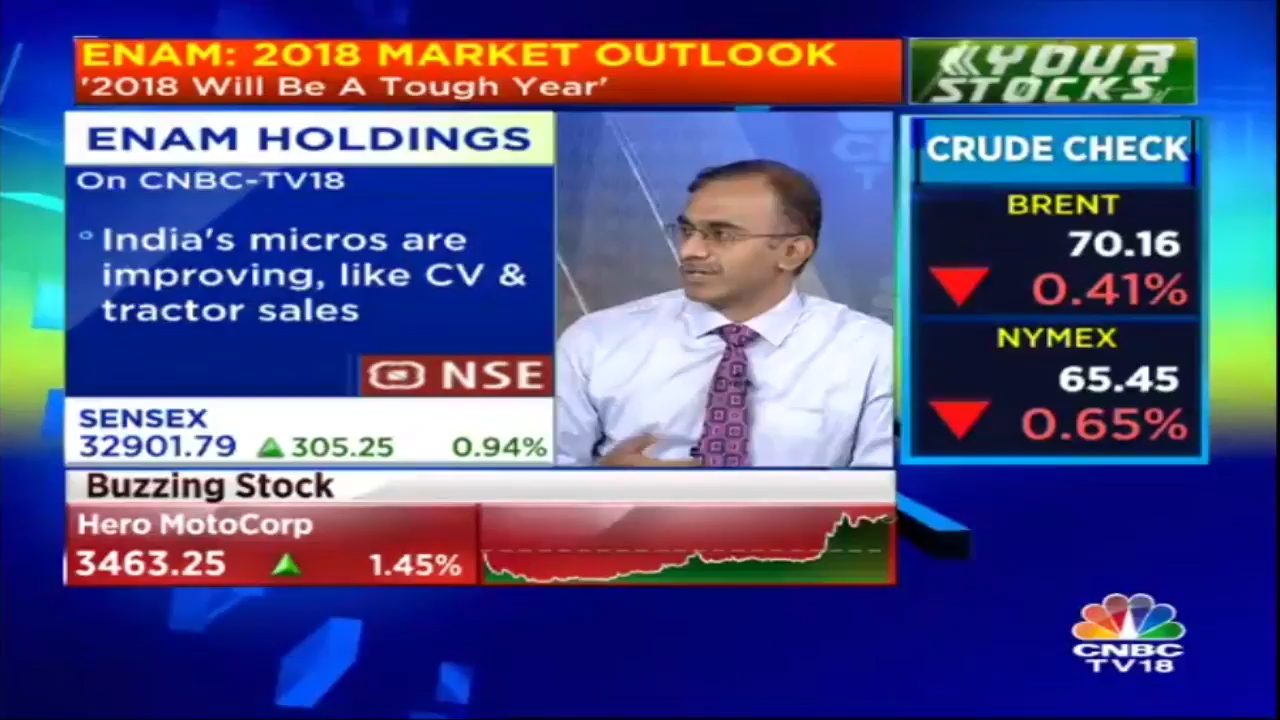 ENAM: 2018 MARKET OUTLOOK
'2018 Will Be A Tough Year'
YOUR
STOCKS
ENAM HOLDINGS
On CNBC-TV18
India's micros are
improving, like CV &
tractor sales
NSE
SENSEX
32901.79 305.25 0.94%
Buzzing Stock
Hero MotoCorp
3463.25 1.45%
CRUDE CHECK
BRENT
70.16
0.41%
NYMEX
65.45
0.65%
CNBC
TV18